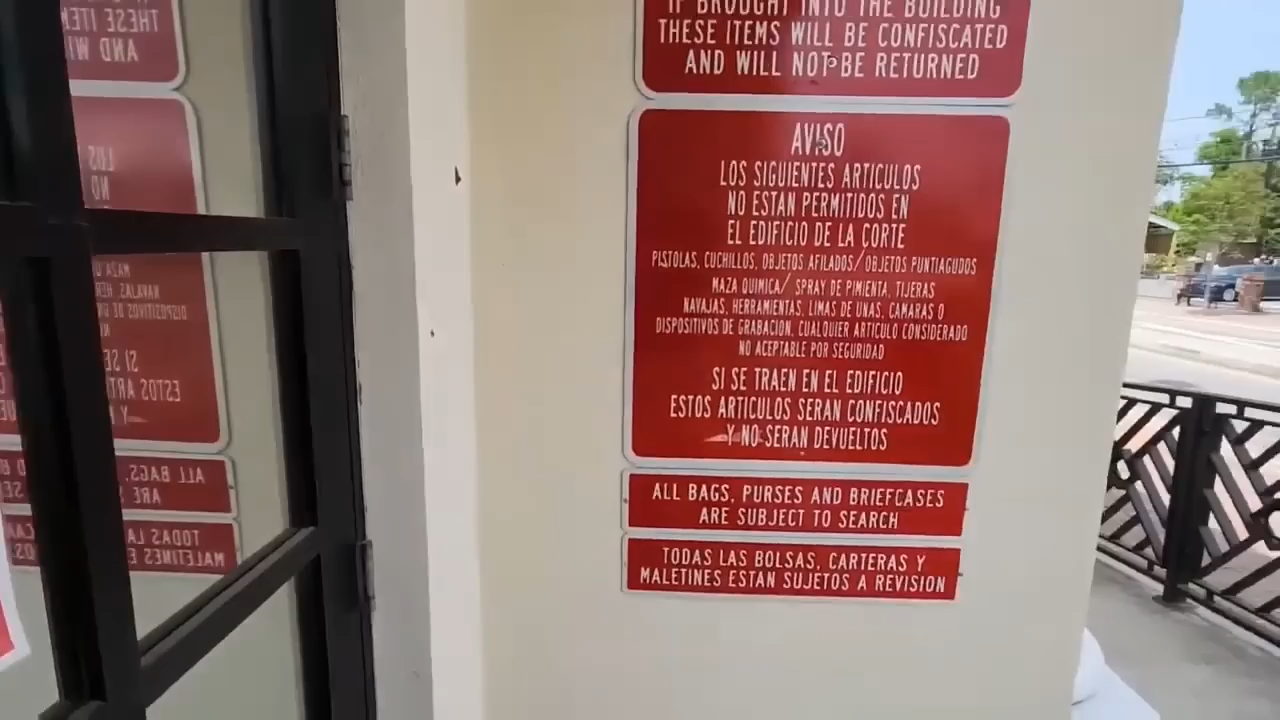 IF BROUGHT INTO THE BUILDING
THESE ITEMS WILL BE CONFISCATED
AND WILL NOT BE RETURNED
AVISO
LOS SIGUIENTES ARTICULOS
NO ESTAN PERMITIDOS EN
EL EDIFICIO DE LA CORTE
PISTOLAS, CUCHILLOS, OBJETOS AFILADOS/OBJETOS PUNTIAGUDOS
MAZA QUIMICA/ SPRAY DE PIMIENTA, TIJERAS
NAVAJAS, HERRAMIENTAS, LIMAS DE UNAS, CAMARAS O
DISPOSITIVOS DE GRABACION, CUALQUIER ARTICULO CONSIDERADO
NO ACEPTABLE POR SEGURIDAD
SI SE TRAEN EN EL EDIFICIO
ESTOS ARTICULOS SERAN CONFISCADOS
Y NO SERAN DEVUELTOS
ALL BAGS, PURSES AND BRIEFCASES
ARE SUBJECT TO SEARCH
TODAS LAS BOLSAS, CARTERAS Y
MALETINES ESTAN SUJETOS A REVISION